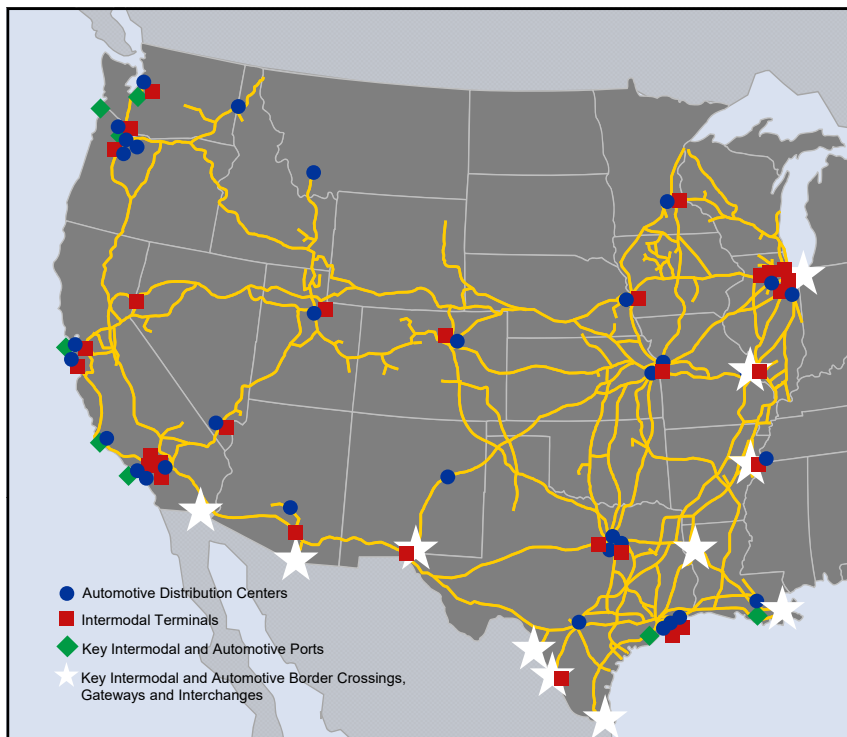 Automotive Distribution Centers
Intermodal Terminals
Key Intermodal and Automotive Ports
Key Intermodal and Automotive Border Crossings,
Gateways and Interchanges